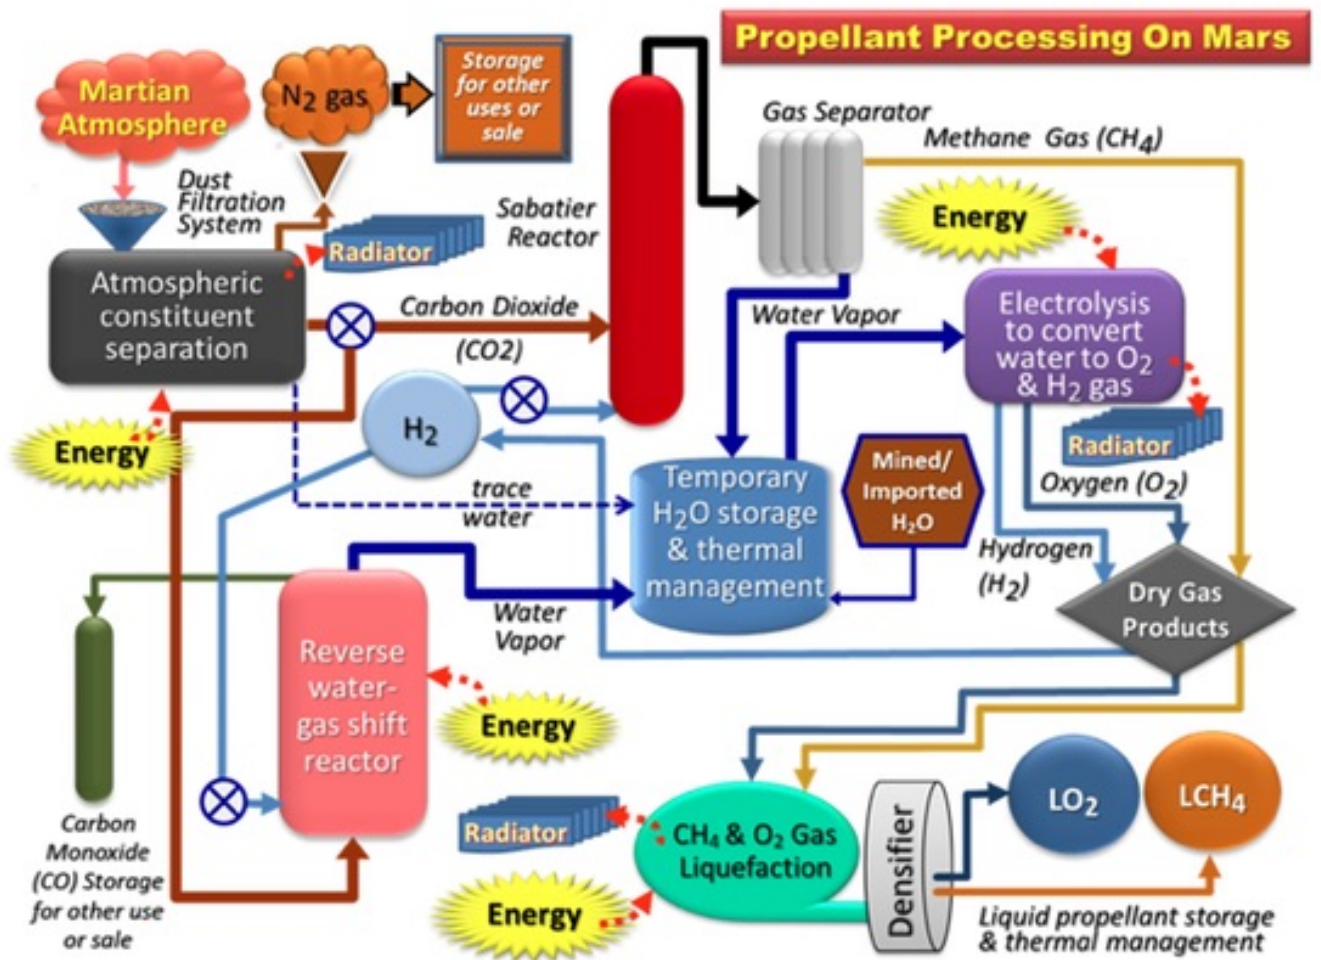 Propellant Processing On Mars
Martian
Atmosphere
N2 gas
Storage
for other
uses or
sale
Dust
Filtration
System
Radiator
Sabatier
Reactor
Gas Separator
Methane Gas (CH4)
Energy
Atmospheric
constituent
separation
Carbon Dioxide
(CO2)
Water Vapor
Electrolysis
to convert
water to O2
& H2 gas
Radiator
Energy
H2
trace
water
Temporary
H2O storage
& thermal
management
Mined/
Imported
H2O
Oxygen (O2)
Hydrogen
(H2)
Dry Gas
Products
Water
Vapor
Reverse
water-
gas shift
reactor
Energy
Carbon
Monoxide
(CO) Storage
for other use
or sale
Radiator
CH4 & O2 Gas
Liquefaction
Energy
Densifier
LO2
LCH4
Liquid propellant storage
& thermal management